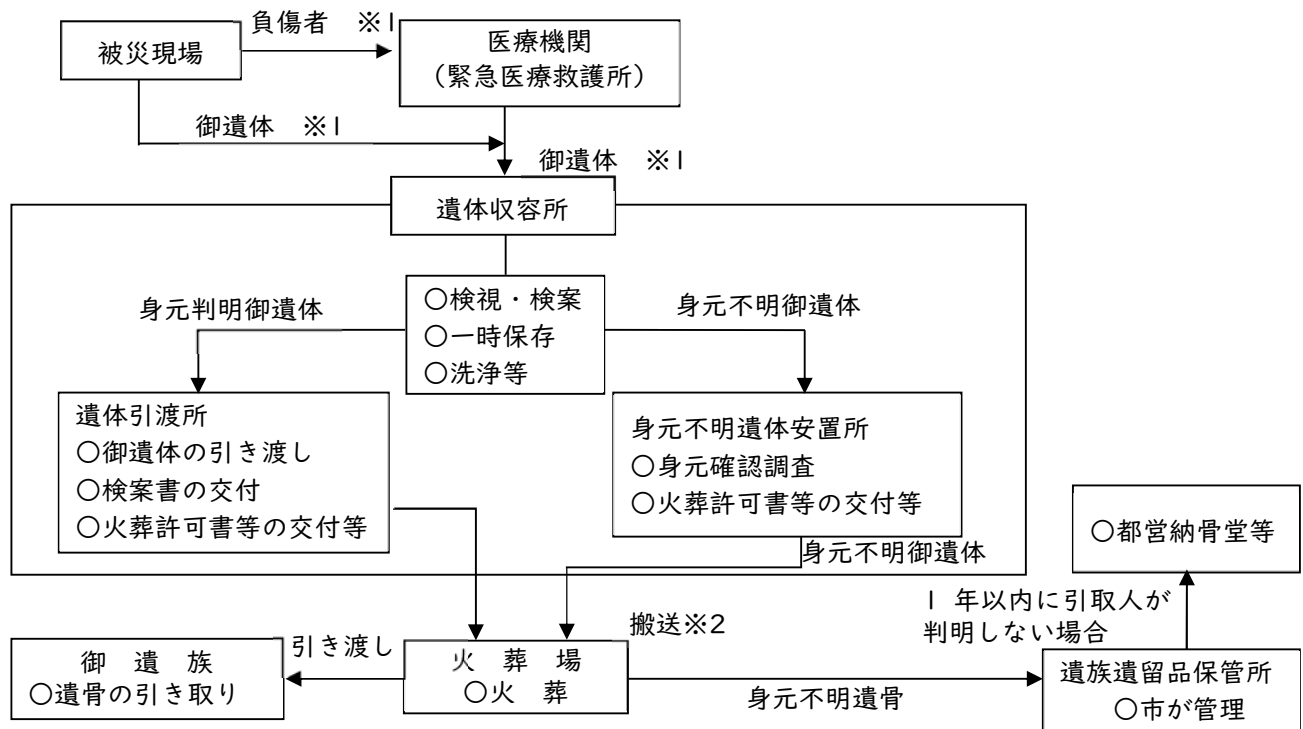 被災現場
負傷者　※1
医療機関
（緊急医療救護所）
御遺体　※1
御遺体　※1
遺体収容所
○検視・検案
○一時保存
○洗浄等
身元判明御遺体
身元不明御遺体
遺体引渡所
○御遺体の引き渡し
○検案書の交付
○火葬許可書等の交付等
身元不明遺体安置所
○身元確認調査
○火葬許可書等の交付等
身元不明御遺体
○都営納骨堂等
1 年以内に引取人が
判明しない場合
搬送※2
引き渡し
御　遺　族
○遺骨の引き取り
火　葬　場
○火　葬
身元不明遺骨
遺族遺留品保管所
○市が管理